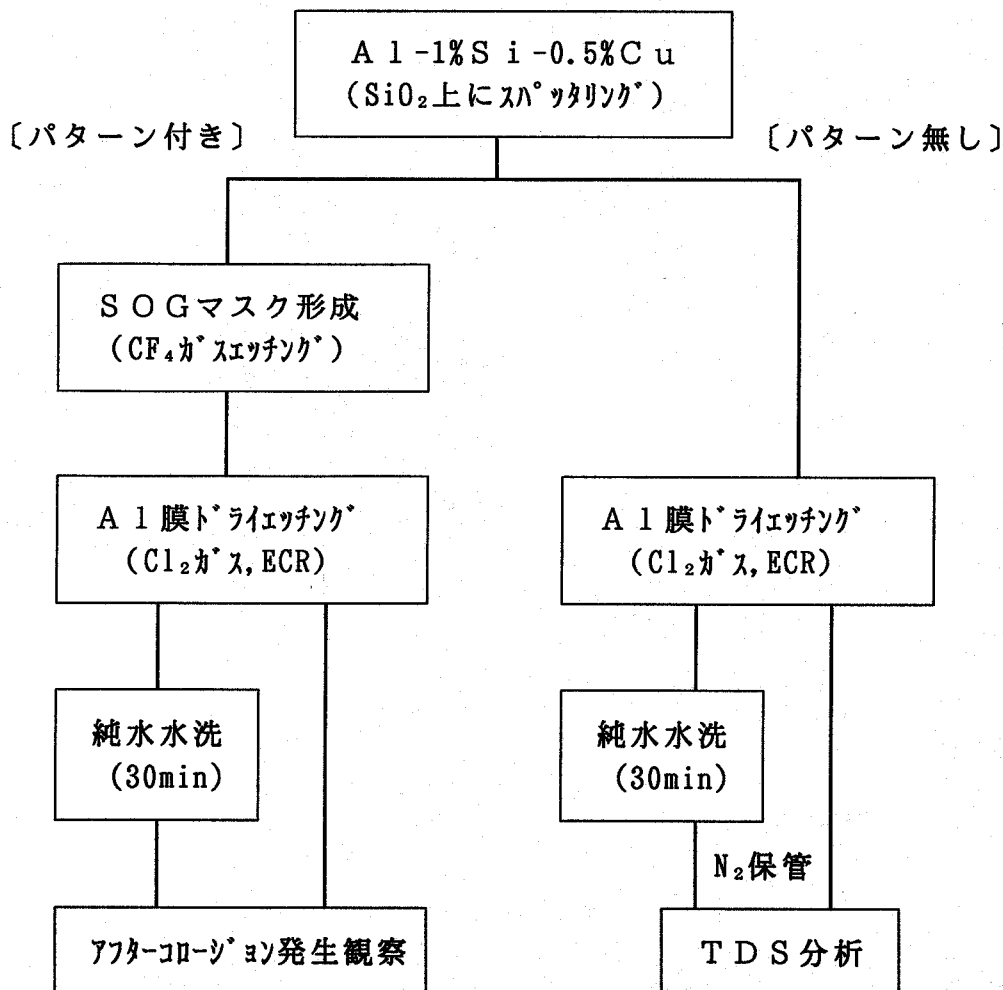 Al-1%Si-0.5%Cu
(SiO₂上にスパッタリング)
〔パターン付き〕
〔パターン無し〕
SOGマスク形成
(CF₄ガスエッチング)
Al膜ドライエッチング
(Cl₂ガス,ECR)
Al膜ドライエッチング
(Cl₂ガス,ECR)
純水水洗
(30min)
純水水洗
(30min)
N₂保管
アフターコロージョン発生観察
TDS分析